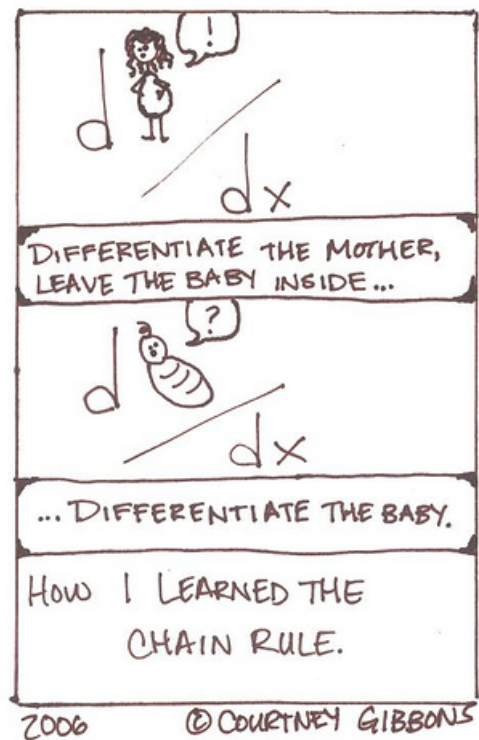 !
d
dx
DIFFERENTIATE THE MOTHER,
LEAVE THE BABY INSIDE...
?
d
dx
... DIFFERENTIATE THE BABY.
HOW I LEARNED THE
CHAIN RULE.
2006 © COURTNEY GIBBONS